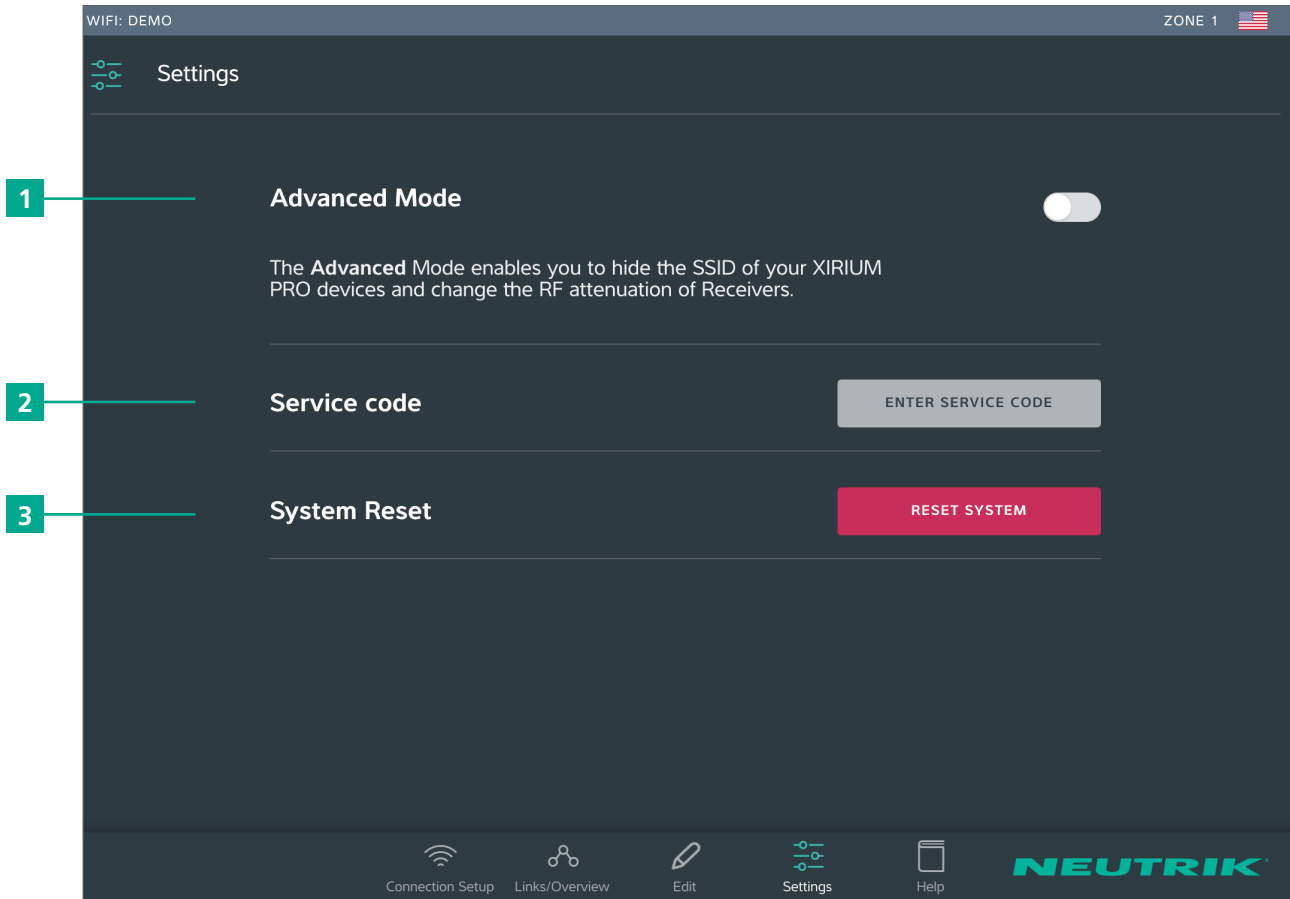 WIFI: DEMO ZONE 1
Settings
1
Advanced Mode
The Advanced Mode enables you to hide the SSID of your XIRIUM
PRO devices and change the RF attenuation of Receivers.
2
Service code
ENTER SERVICE CODE
3
System Reset
RESET SYSTEM
Connection Setup
Links/Overview
Edit
Settings
Help
NEUTRIK